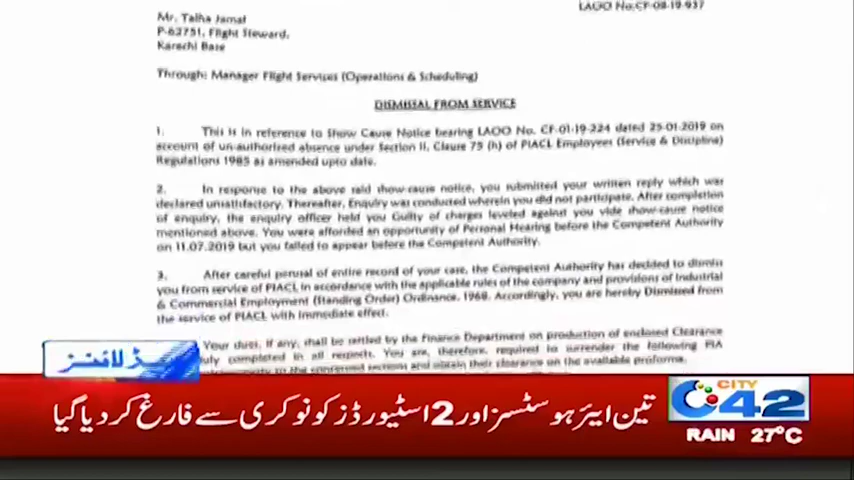 LAOO No.CF-08-19-937
Mr. Talha Jamat
P-62751, Flight Steward,
Karachi Base
Through: Manager Flight Services (Operations & Scheduling)
DISMISSAL FROM SERVICE
1. This is in reference to Show Cause Notice bearing LAOO No. CF-01-19-224 dated 25-01-2019 on
account of un-authorized absence under Section II, Clause 75 (h) of PIACL Employees (Service & Discipline)
Regulations 1985 as amended upto date.
2. In response to the above said show-cause notice, you submitted your written reply which was
declared unsatisfactory. Thereafter, Enquiry was conducted wherein you did not participate. After completion
of enquiry, the enquiry officer held you Guilty of charges leveled against you vide show-cause notice
mentioned above. You were afforded an opportunity of Personal Hearing before the Competent Authority
on 11.07.2019 but you failed to appear before the Competent Authority.
3. After careful perusal of entire record of your case, the Competent Authority has decided to dismiss
you from service of PIACL in accordance with the applicable rules of the company and provisions of Industrial
& Commercial Employment (Standing Order) Ordinance, 1968. Accordingly, you are hereby Dismissed from
the service of PIACL with immediate effect.
Your dues, if any, shall be settled by the Finance Department on production of enclosed Clearance
duly completed in all respects. You are, therefore, required to surrender the following PIA
to the concerned sections and obtain their clearance on the available proforma.
ہیڈلائنز
تین ایئر ہوسٹسز اور 2 اسٹیورڈز کو نوکری سے فارغ کر دیا گیا
CITY
42
RAIN 27°C